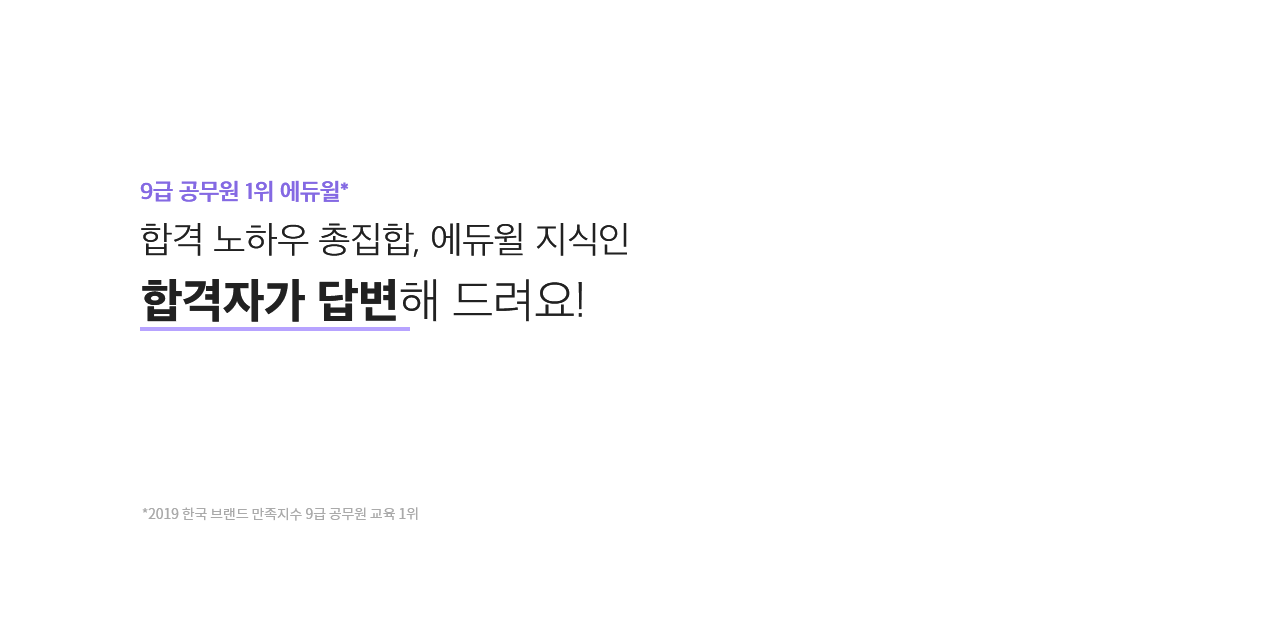 9급 공무원 1위 에듀윌*
합격 노하우 총집합, 에듀윌 지식인
합격자가 답변해 드려요!
*2019 한국 브랜드 만족지수 9급 공무원 교육 1위